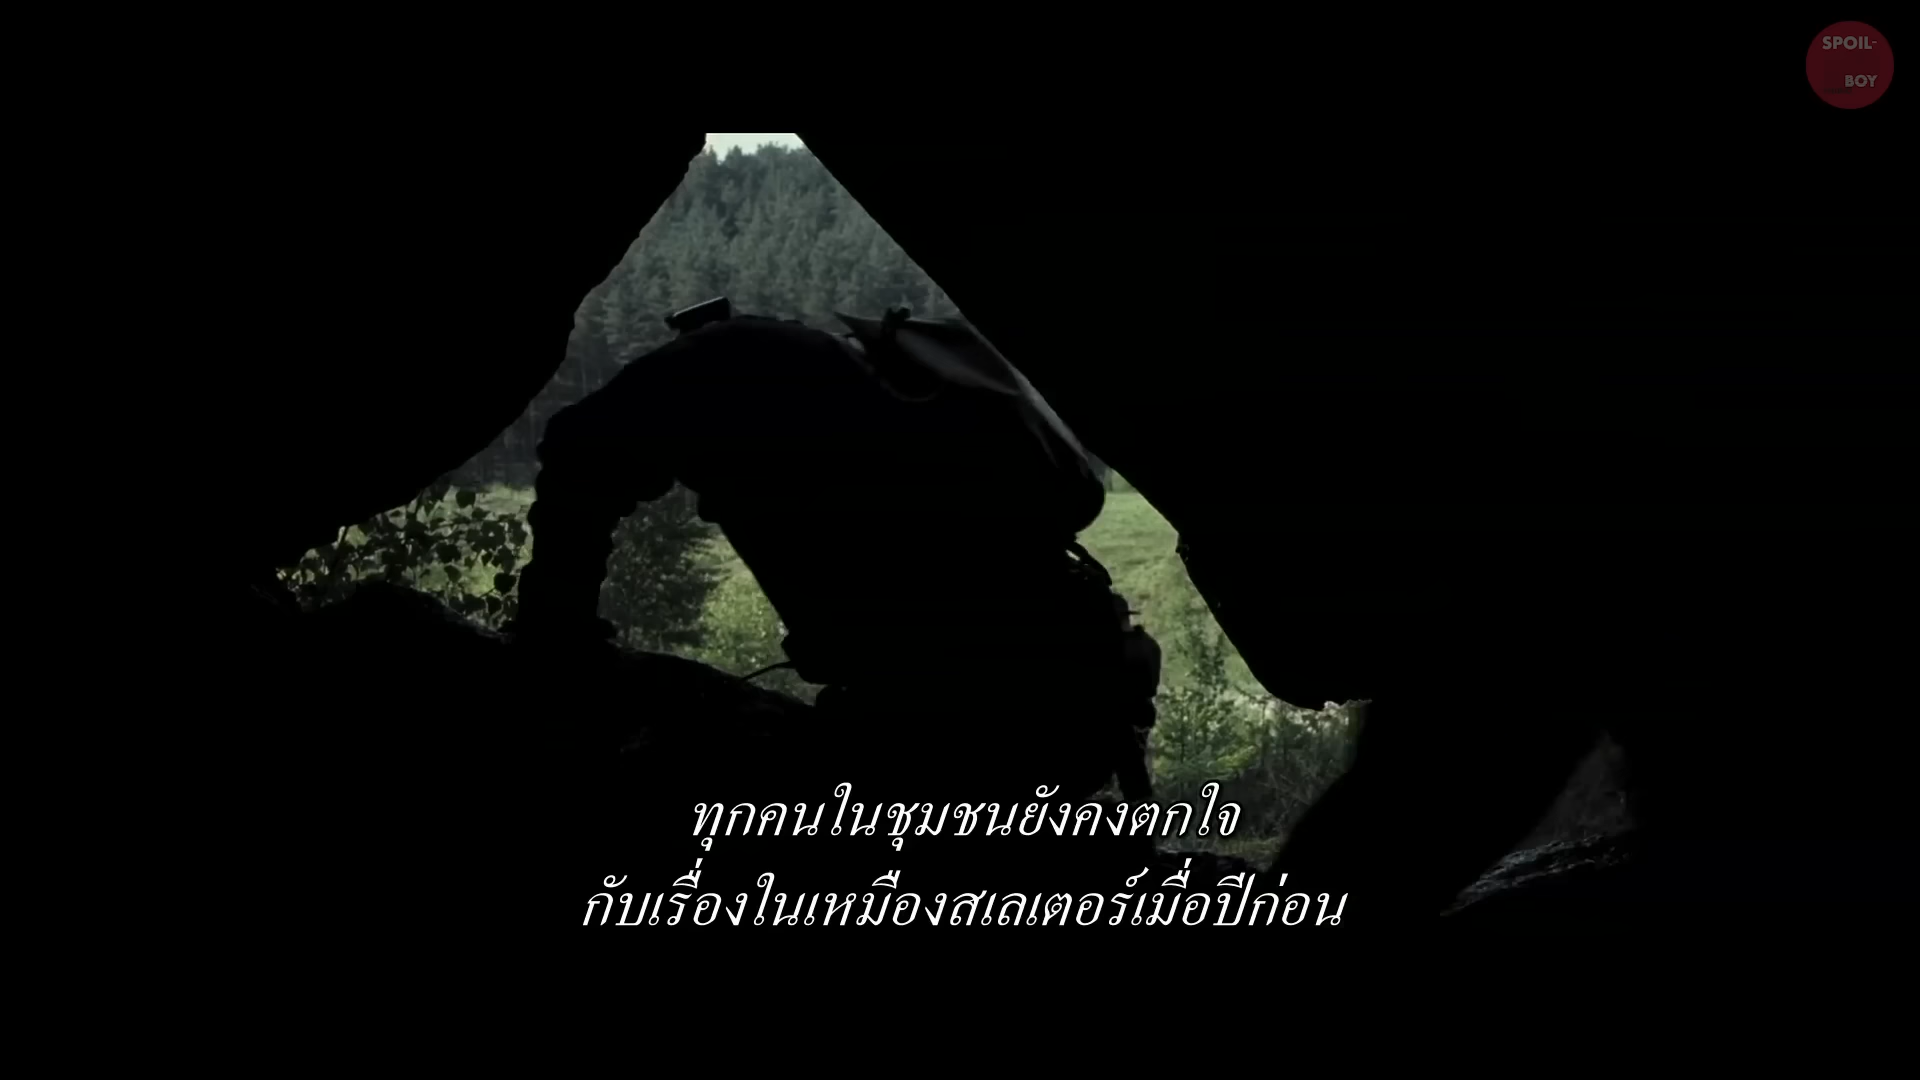 SPOIL-
BOY
ทุกคนในชุมชนยังคงตกใจ
กับเรื่องในเหมืองสเลเตอร์เมื่อปีก่อน